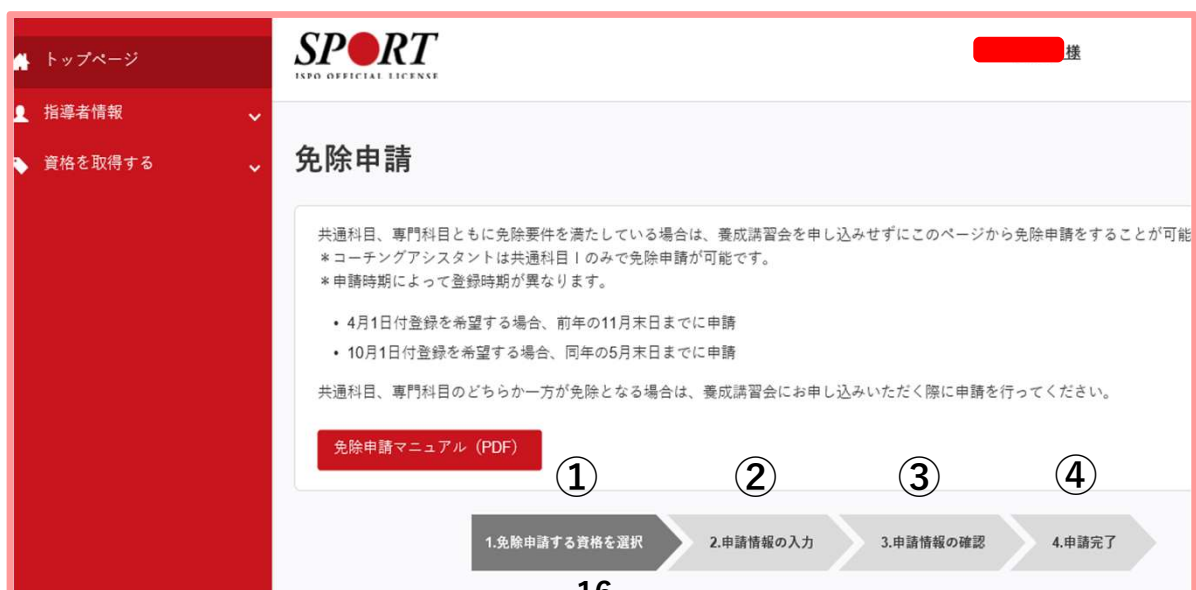 トップページ
指導者情報
資格を取得する
SPORT
ISPO OFFICIAL LICENSE
様
免除申請
共通科目、専門科目ともに免除要件を満たしている場合は、養成講習会を申し込みせずにこのページから免除申請をすることが可能
＊コーチングアシスタントは共通科目Ⅰのみで免除申請が可能です。
＊申請時期によって登録時期が異なります。
• 4月1日付登録を希望する場合、前年の11月末日までに申請
• 10月1日付登録を希望する場合、同年の5月末日までに申請
共通科目、専門科目のどちらか一方が免除となる場合は、養成講習会にお申し込みいただく際に申請を行ってください。
免除申請マニュアル（PDF）
① ② ③ ④
1.免除申請する資格を選択 2.申請情報の入力 3.申請情報の確認 4.申請完了
16